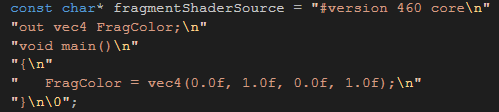 const char* fragmentShaderSource = "#version 460 core\n"
"out vec4 FragColor;\n"
"void main()\n"
"{\n"
"   FragColor = vec4(0.0f, 1.0f, 0.0f, 1.0f);\n"
"}\n\0";